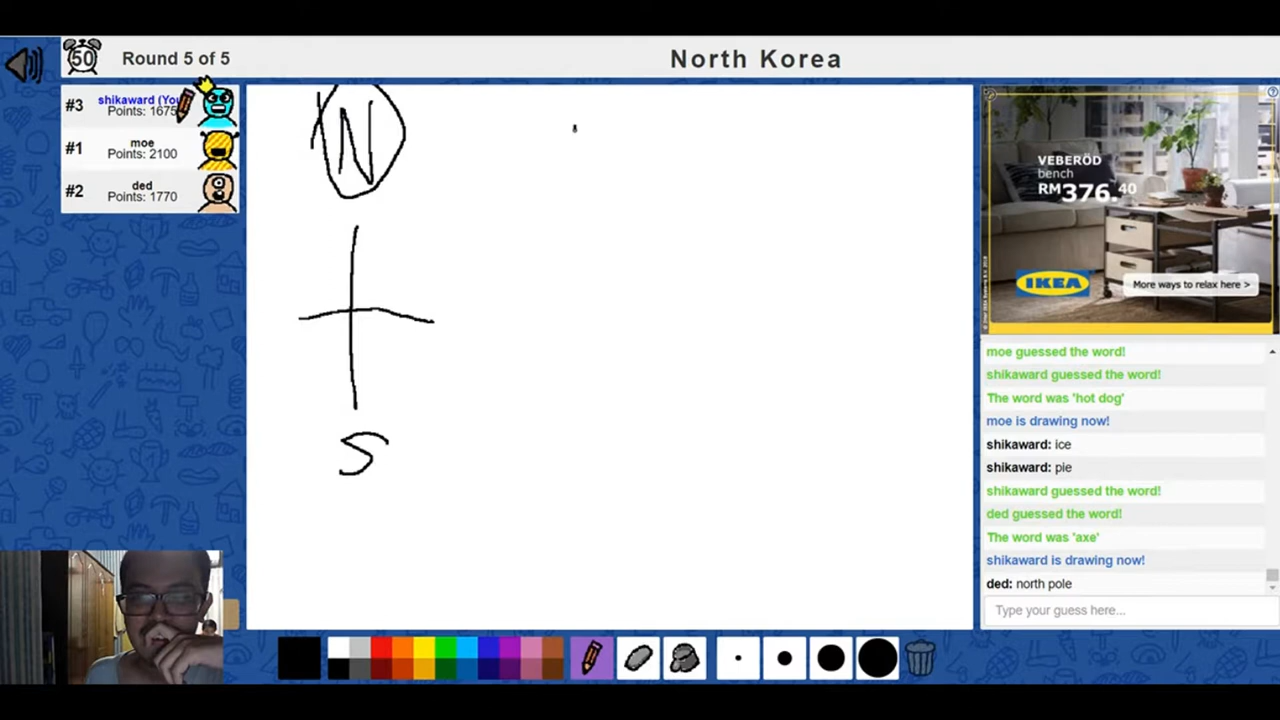 50
Round 5 of 5
North Korea
#3
shikaward (You
Points: 1675
#1
moe
Points: 2100
#2
ded
Points: 1770
N
S
VEBERÖD
bench
RM376.40
IKEA
More ways to relax here >
moe guessed the word!
shikaward guessed the word!
The word was 'hot dog'
moe is drawing now!
shikaward: ice
shikaward: pie
shikaward guessed the word!
ded guessed the word!
The word was 'axe'
shikaward is drawing now!
ded: north pole
Type your guess here...